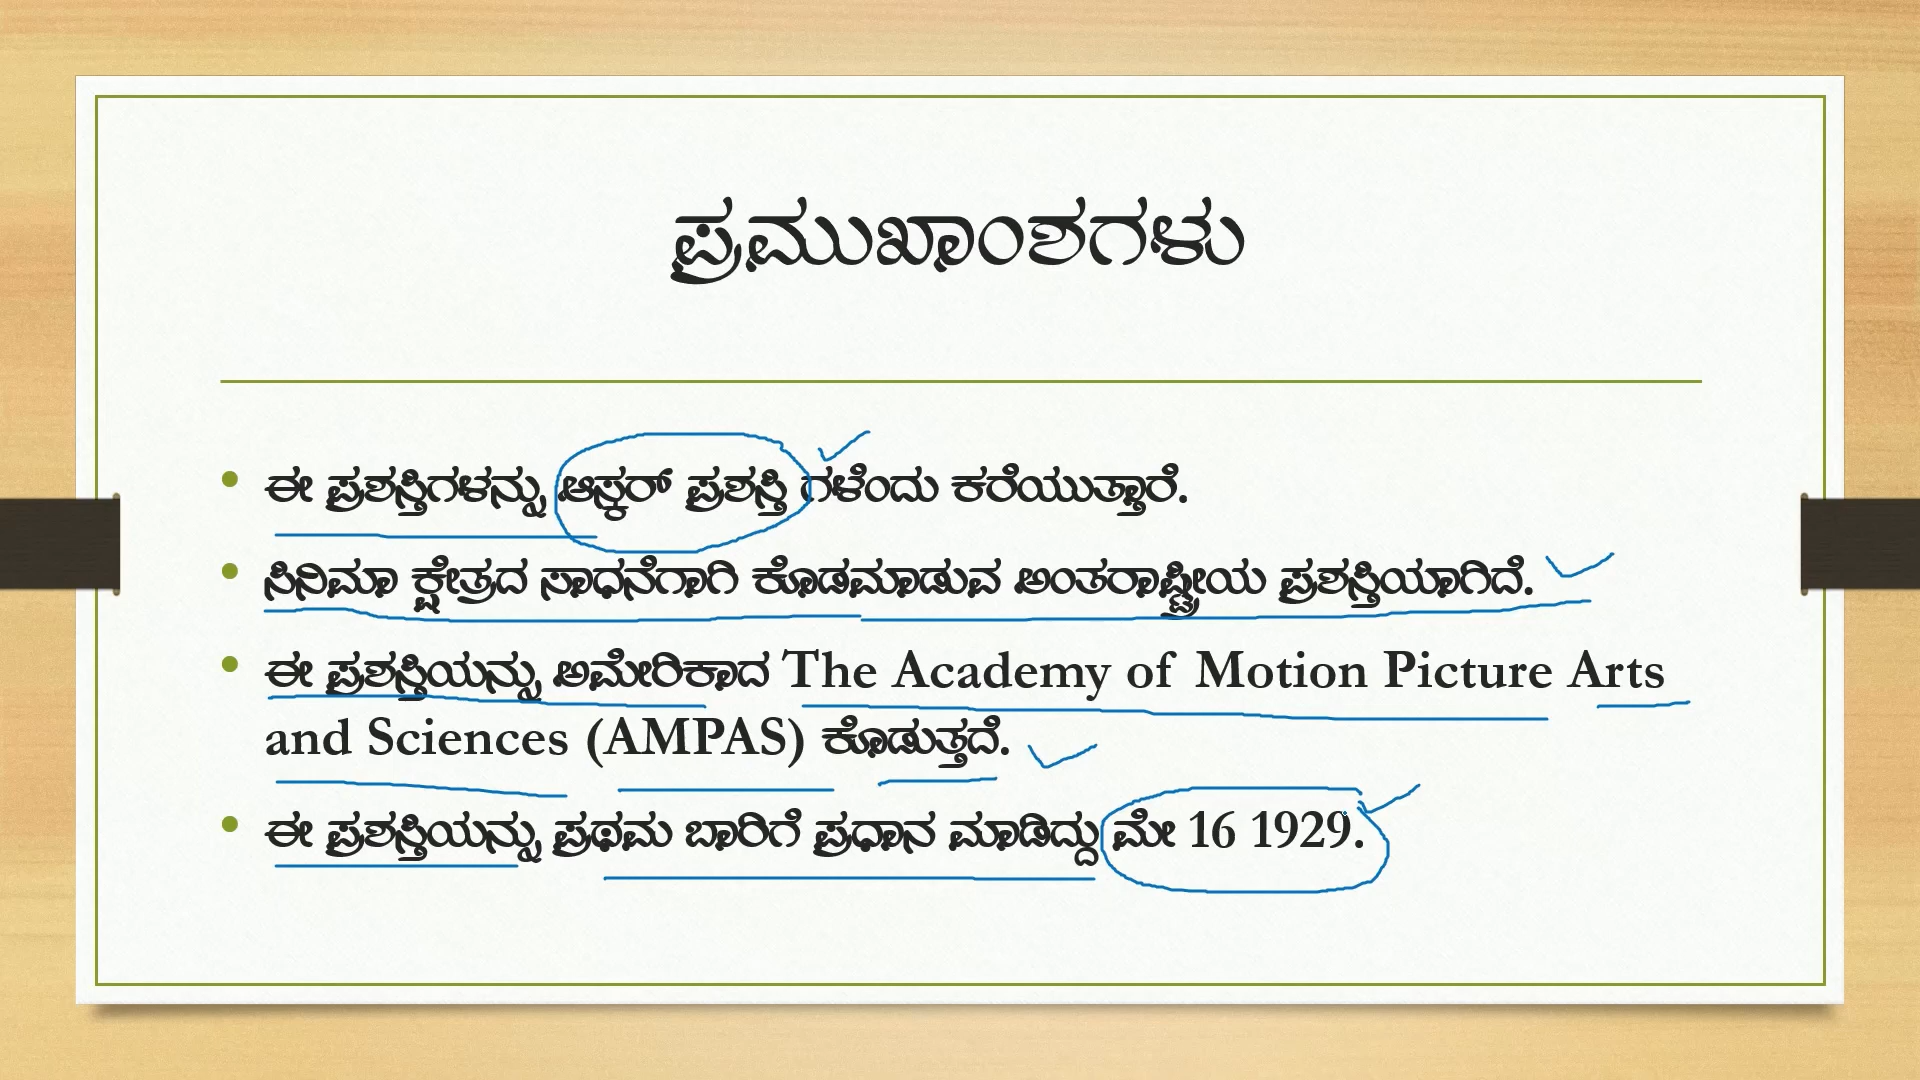 ಪ್ರಮುಖಾಂಶಗಳು
• ಈ ಪ್ರಶಸ್ತಿಗಳನ್ನು ಆಸ್ಕರ್ ಪ್ರಶಸ್ತಿ ಗಳೆಂದು ಕರೆಯುತ್ತಾರೆ.
• ಸಿನಿಮಾ ಕ್ಷೇತ್ರದ ಸಾಧನೆಗಾಗಿ ಕೊಡಮಾಡುವ ಅಂತರಾಷ್ಟ್ರೀಯ ಪ್ರಶಸ್ತಿಯಾಗಿದೆ.
• ಈ ಪ್ರಶಸ್ತಿಯನ್ನು ಅಮೇರಿಕಾದ The Academy of Motion Picture Arts
and Sciences (AMPAS) ಕೊಡುತ್ತದೆ.
• ಈ ಪ್ರಶಸ್ತಿಯನ್ನು ಪ್ರಥಮ ಬಾರಿಗೆ ಪ್ರಧಾನ ಮಾಡಿದ್ದು ಮೇ 16 1929.